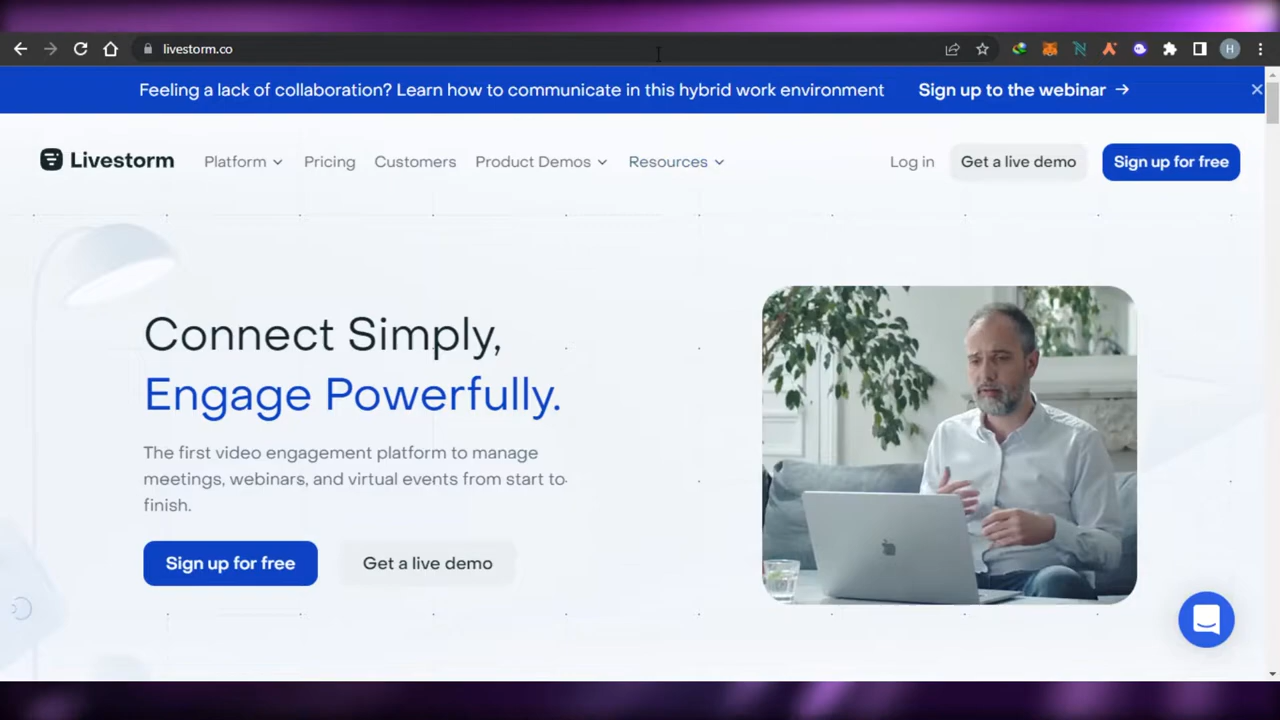 livestorm.co
H
Feeling a lack of collaboration? Learn how to communicate in this hybrid work environment Sign up to the webinar →
Livestorm Platform Pricing Customers Product Demos Resources Log in Get a live demo Sign up for free
Connect Simply,
Engage Powerfully.
The first video engagement platform to manage
meetings, webinars, and virtual events from start to
finish.
Sign up for free Get a live demo